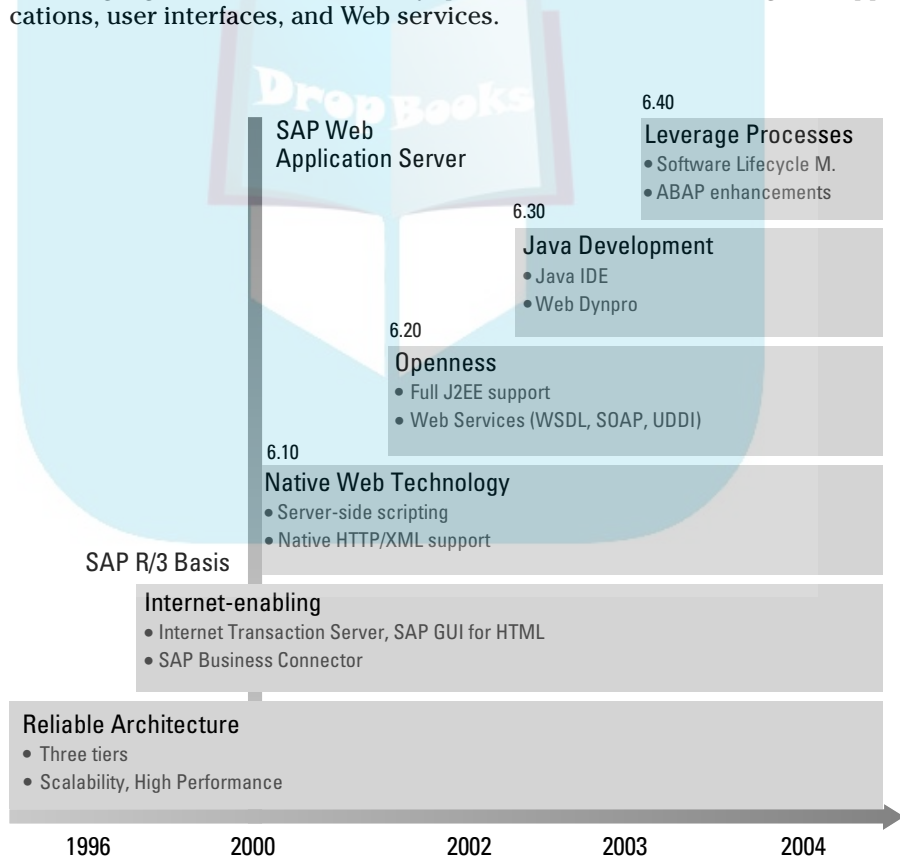 cations, user interfaces, and Web services.
Drop Books
SAP Web
Application Server
6.40
Leverage Processes
• Software Lifecycle M.
• ABAP enhancements
6.30
Java Development
• Java IDE
• Web Dynpro
6.20
Openness
• Full J2EE support
• Web Services (WSDL, SOAP, UDDI)
6.10
Native Web Technology
• Server-side scripting
• Native HTTP/XML support
SAP R/3 Basis
Internet-enabling
• Internet Transaction Server, SAP GUI for HTML
• SAP Business Connector
Reliable Architecture
• Three tiers
• Scalability, High Performance
1996 2000 2002 2003 2004